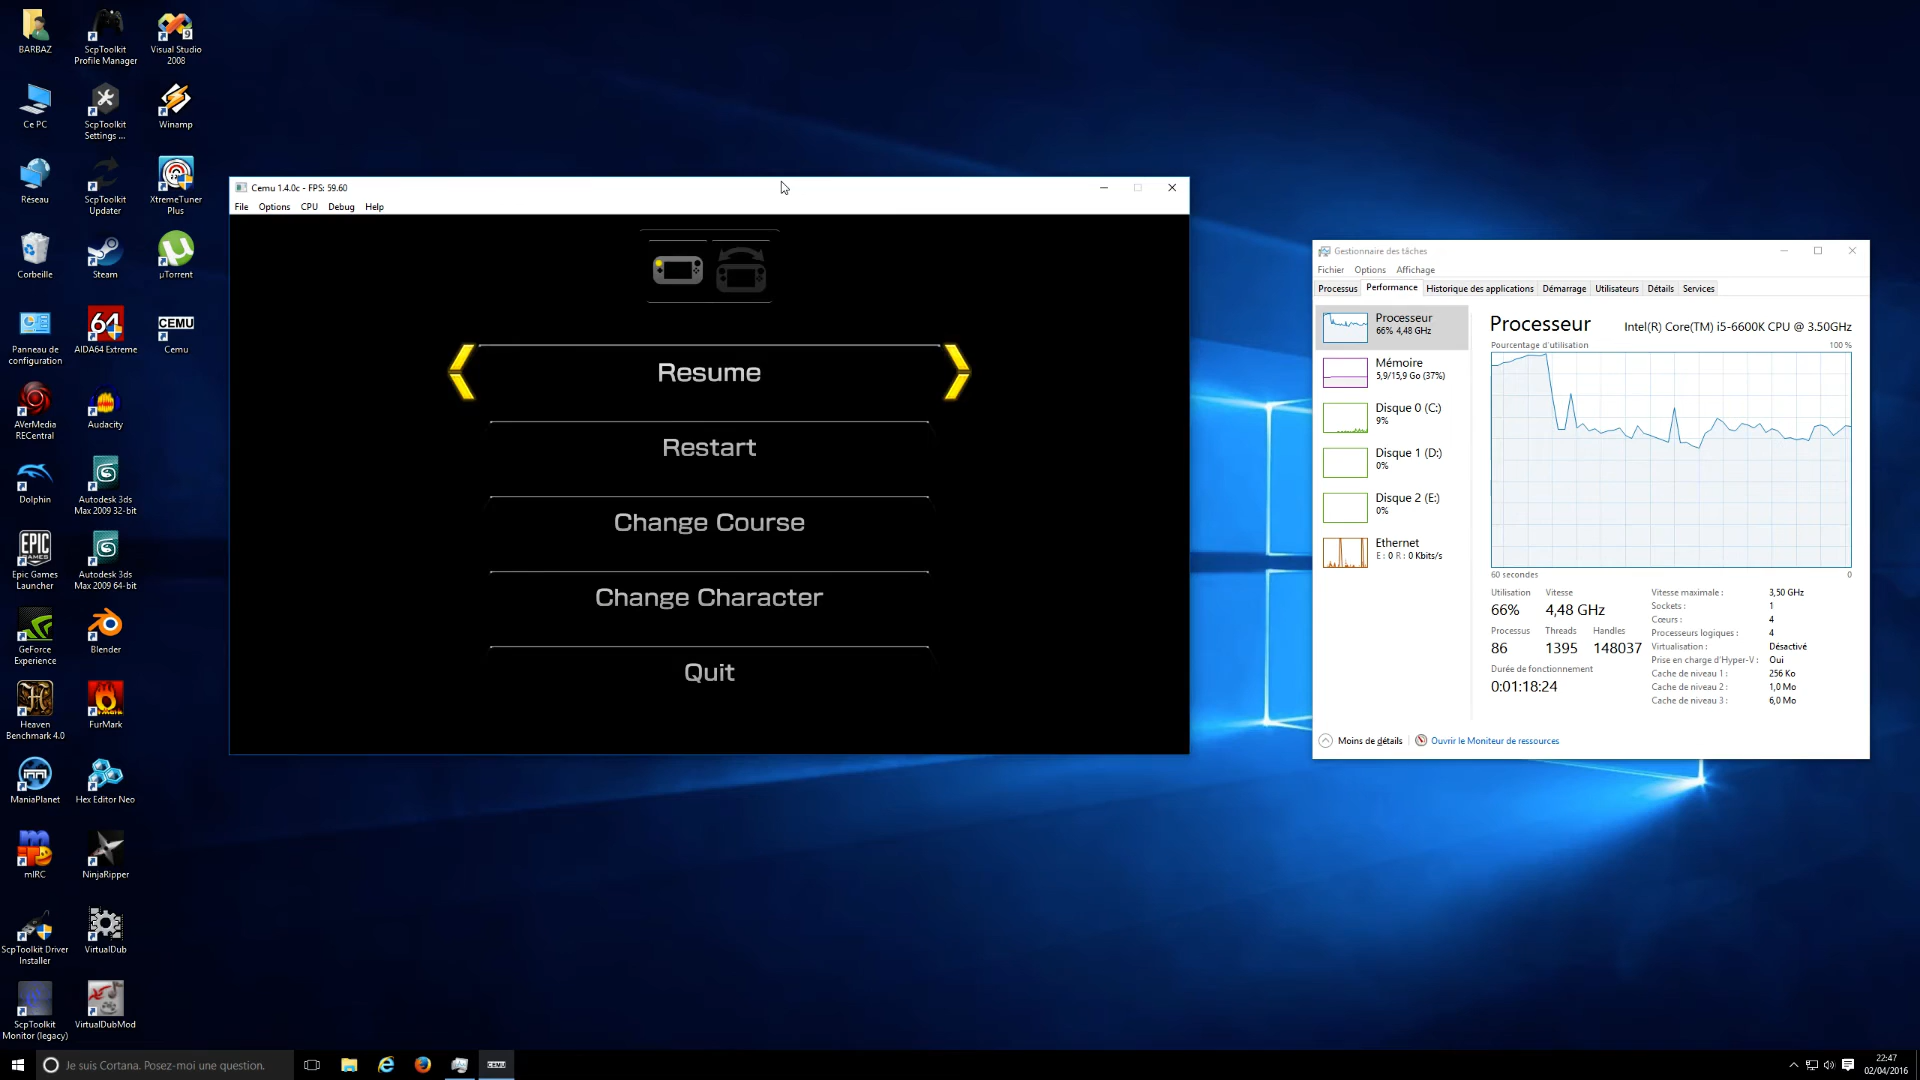 BARBAZ
ScpToolkit
Profile Manager
Visual Studio
2008
Ce PC
ScpToolkit
Settings ...
Winamp
Réseau
ScpToolkit
Updater
XtremeTuner
Plus
Corbeille
Steam
µTorrent
Panneau de
configuration
64
AIDA64 Extreme
CEMU
Cemu
AVerMedia
RECentral
Audacity
Dolphin
Autodesk 3ds
Max 2009 32-bit
EPIC
GAMES
Epic Games
Launcher
Autodesk 3ds
Max 2009 64-bit
GeForce
Experience
Blender
Heaven
Benchmark 4.0
FurMark
ManiaPlanet
Hex Editor Neo
mIRC
NinjaRipper
ScpToolkit Driver
Installer
VirtualDub
ScpToolkit
Monitor (legacy)
VirtualDubMod
Cemu 1.4.0c - FPS: 59.60
File Options CPU Debug Help
Resume
Restart
Change Course
Change Character
Quit
Gestionnaire des tâches
Fichier Options Affichage
Processus Performance Historique des applications Démarrage Utilisateurs Détails Services
Processeur
66% 4,48 GHz
Mémoire
5,9/15,9 Go (37%)
Disque 0 (C:)
9%
Disque 1 (D:)
0%
Disque 2 (E:)
0%
Ethernet
E : 0 R : 0 Kbits/s
Processeur Intel(R) Core(TM) i5-6600K CPU @ 3.50GHz
Pourcentage d'utilisation 100 %
60 secondes 0
Utilisation Vitesse
66% 4,48 GHz
Processus Threads Handles
86 1395 148037
Durée de fonctionnement
0:01:18:24
Vitesse maximale : 3,50 GHz
Sockets : 1
Cœurs : 4
Processeurs logiques : 4
Virtualisation : Désactivé
Prise en charge d'Hyper-V : Oui
Cache de niveau 1 : 256 Ko
Cache de niveau 2 : 1,0 Mo
Cache de niveau 3 : 6,0 Mo
Moins de détails Ouvrir le Moniteur de ressources
Je suis Cortana. Posez-moi une question.
CEMU
22:47
02/04/2016